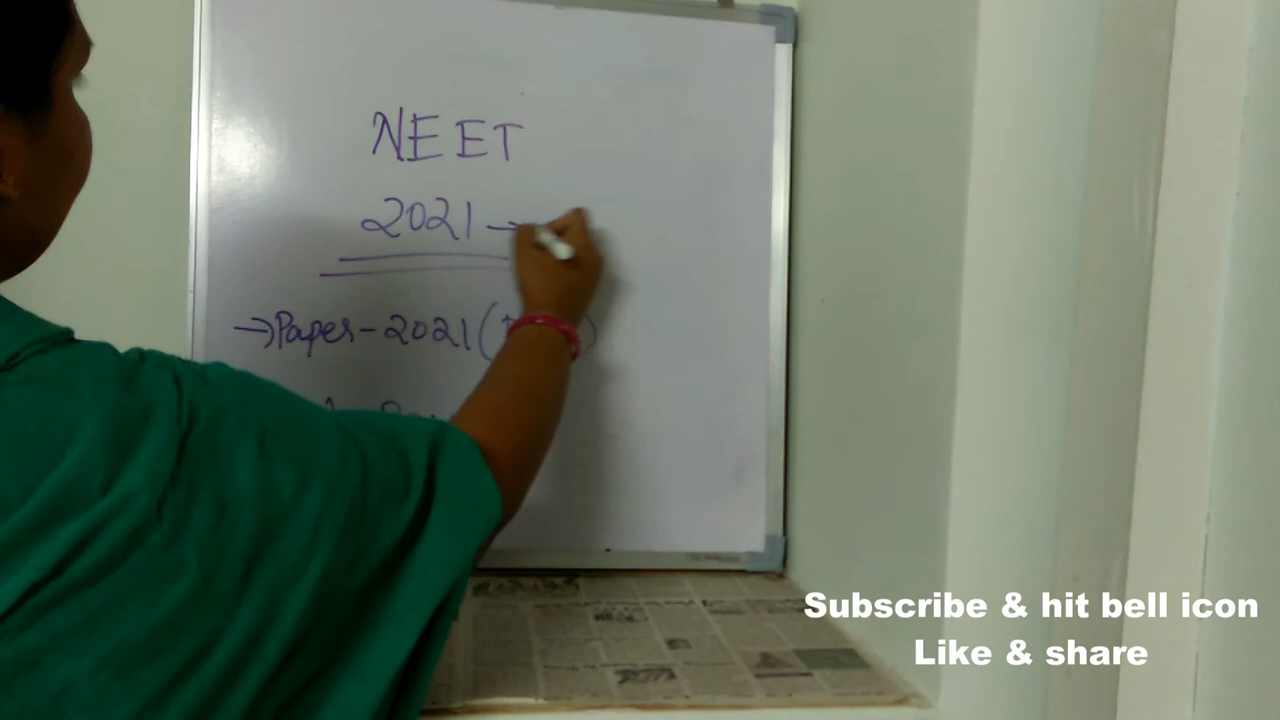 NEET
2021 →
→Paper-2021(
Subscribe & hit bell icon
Like & share